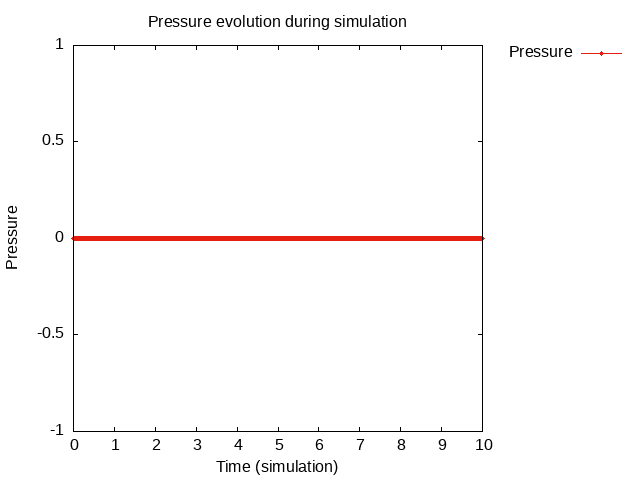 Pressure evolution during simulation
Pressure
1
0.5
0
-0.5
-1
Pressure
0 1 2 3 4 5 6 7 8 9 10
Time (simulation)